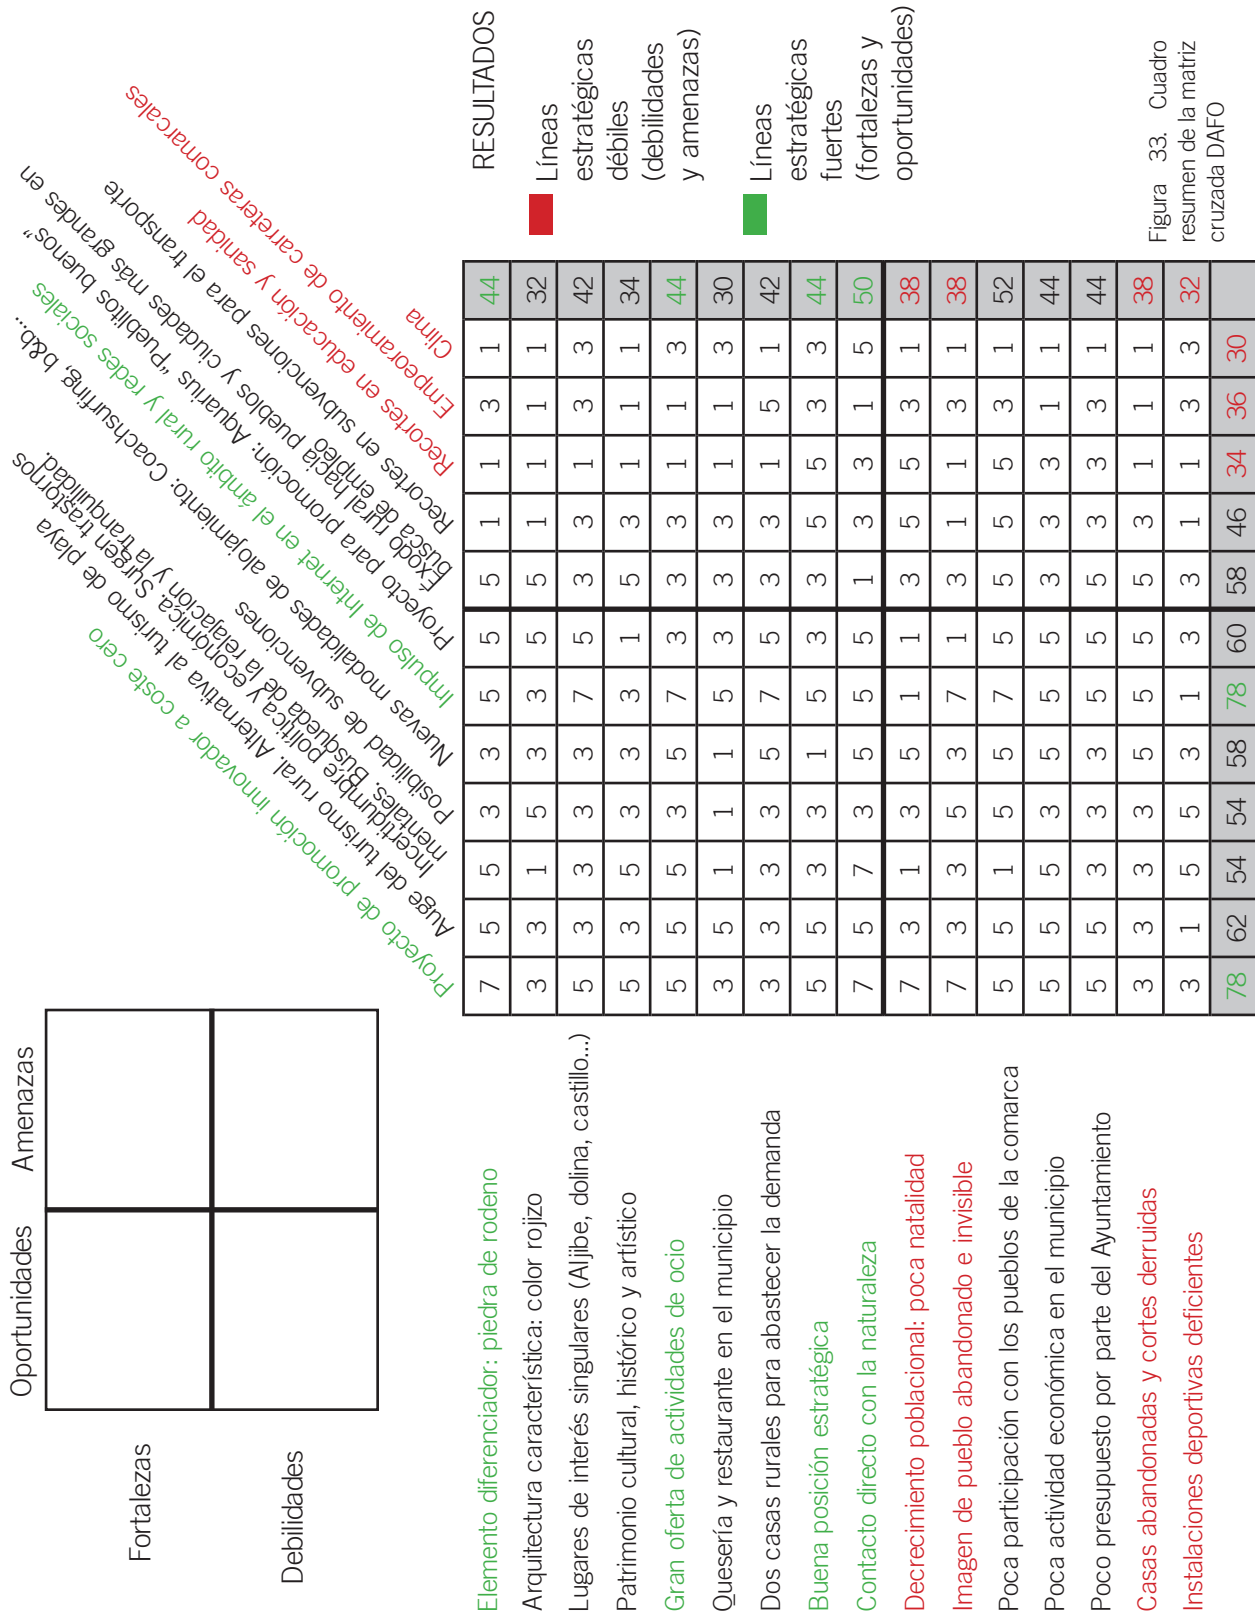 Oportunidades Amenazas
Fortalezas
Debilidades
Proyecto de promoción innovador a coste cero
Auge del turismo rural. Alternativa al turismo de playa
Incertidumbre política y económica. Surgen trastornos
mentales. Búsqueda de la relajación y la tranquilidad.
Posibilidad de subvenciones
Nuevas modalidades de alojamiento: Coachsurfing, b&b...
Impulso de Internet en el ámbito rural y redes sociales
Proyecto para promoción: Aquarius "Pueblitos buenos"
Éxodo rural hacia pueblos y ciudades más grandes en
busca de empleo
Recortes en subvenciones para el transporte
Recortes en educación y sanidad
Empeoramiento de carreteras comarcales
Clima
Elemento diferenciador: piedra de rodeno 7 5 5 3 3 5 5 5 1 1 3 1 44
Arquitectura característica: color rojizo 3 3 1 5 3 3 5 5 1 1 1 1 32
Lugares de interés singulares (Aljibe, dolina, castillo...) 5 3 3 3 3 7 5 3 3 1 3 3 42
Patrimonio cultural, histórico y artístico 5 3 5 3 3 3 1 5 3 1 1 1 34
Gran oferta de actividades de ocio 5 5 5 3 5 7 3 3 3 1 1 3 44
Quesería y restaurante en el municipio 3 5 1 1 1 5 3 3 3 1 1 3 30
Dos casas rurales para abastecer la demanda 3 3 3 3 5 7 5 3 3 1 5 1 42
Buena posición estratégica 5 5 3 3 1 5 3 3 5 5 3 3 44
Contacto directo con la naturaleza 7 5 7 3 5 5 5 1 3 3 1 5 50
Decrecimiento poblacional: poca natalidad 7 3 1 3 5 1 1 3 5 5 3 1 38
Imagen de pueblo abandonado e invisible 7 3 3 5 3 7 1 3 1 1 3 1 38
Poca participación con los pueblos de la comarca 5 5 1 5 5 7 5 5 5 5 3 1 52
Poca actividad económica en el municipio 5 5 5 3 5 5 5 3 3 3 1 1 44
Poco presupuesto por parte del Ayuntamiento 5 5 3 3 3 5 5 5 3 3 3 1 44
Casas abandonadas y cortes derruidas 3 3 3 3 5 5 5 5 3 1 1 1 38
Instalaciones deportivas deficientes 3 1 5 5 3 1 3 3 1 1 3 3 32
78 62 54 54 58 78 60 58 46 34 36 30
RESULTADOS
Líneas
estratégicas
débiles
(debilidades
y amenazas)
Líneas
estratégicas
fuertes
(fortalezas y
oportunidades)
Figura 33. Cuadro
resumen de la matriz
cruzada DAFO